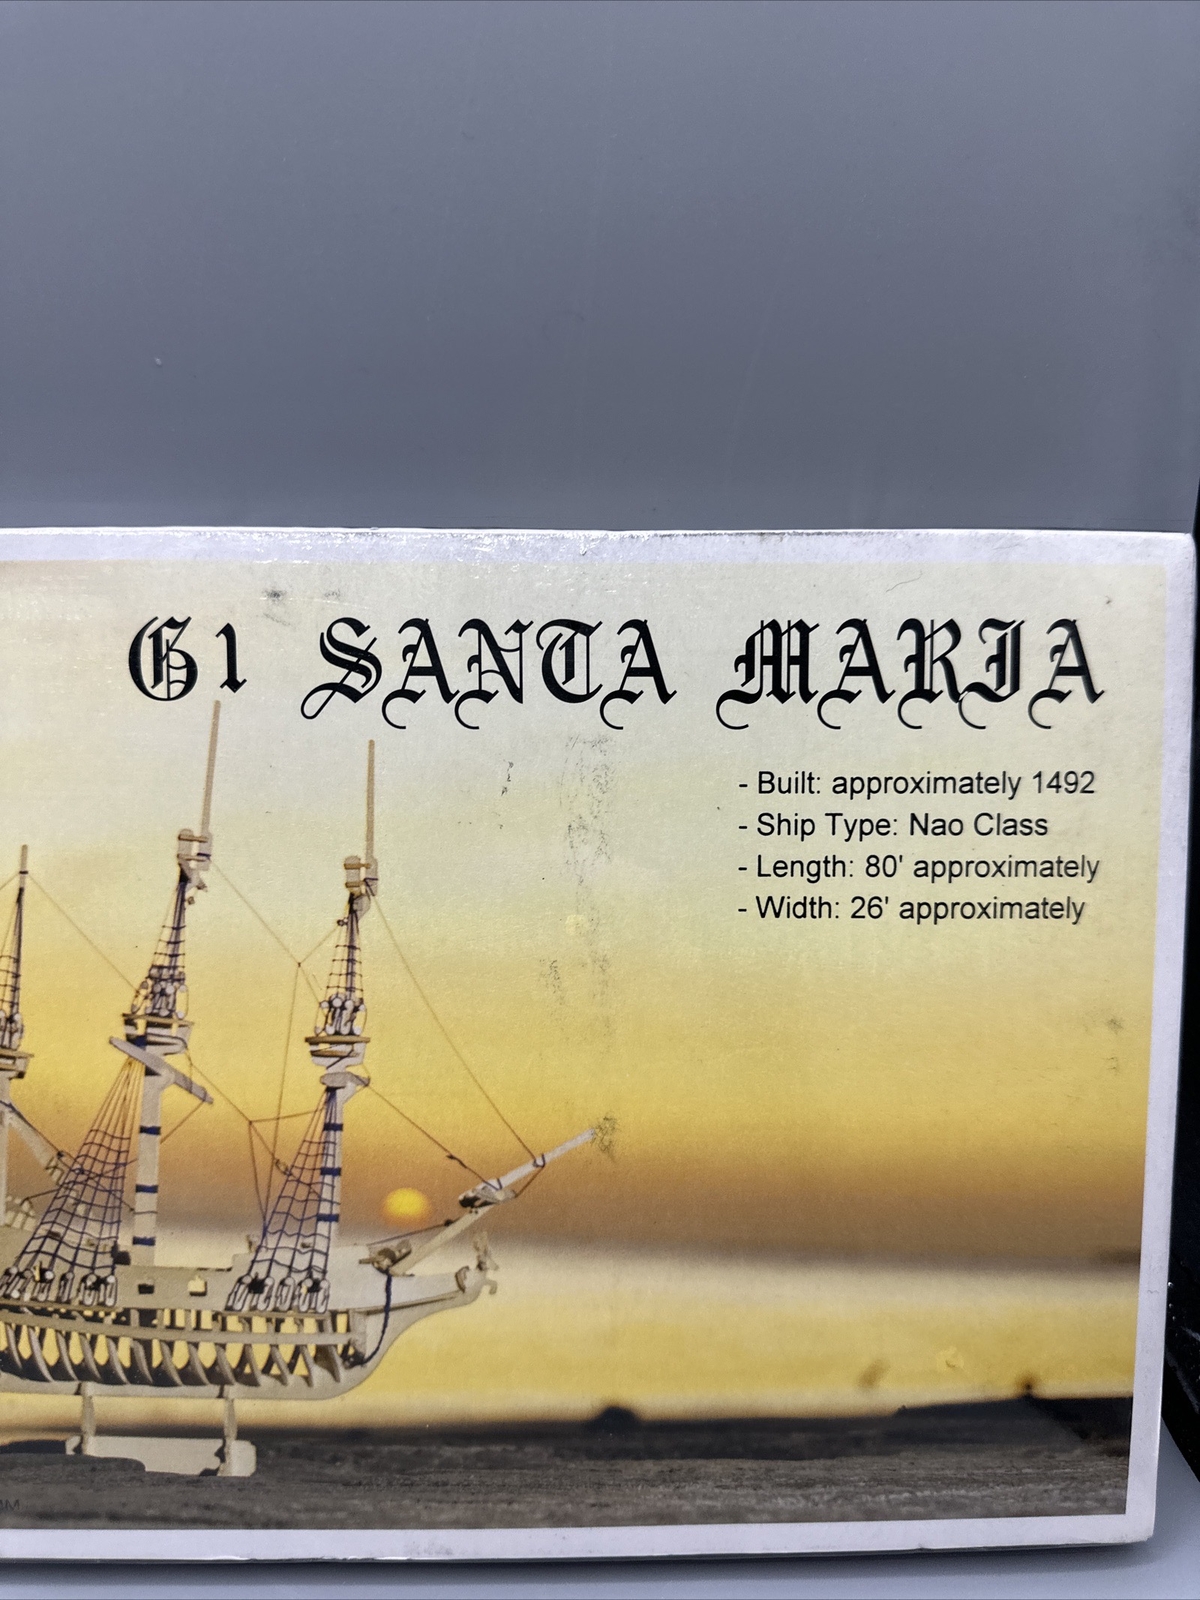 G1 SANTA MARIA
- Built: approximately 1492
- Ship Type: Nao Class
- Length: 80' approximately
- Width: 26' approximately